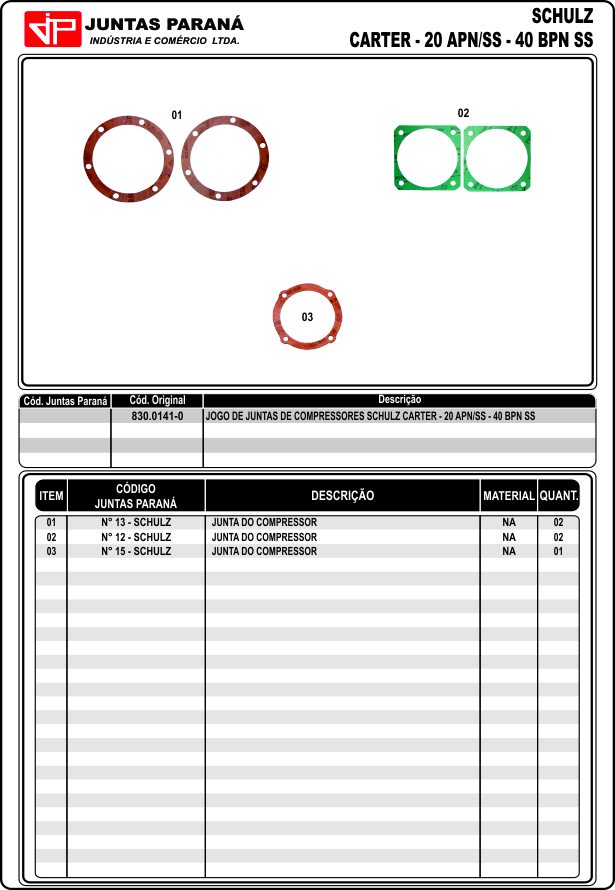 JP
JUNTAS PARANÁ
INDÚSTRIA E COMÉRCIO LTDA.
SCHULZ
CARTER - 20 APN/SS - 40 BPN SS
01
02
03
Cód. Juntas Paraná Cód. Original Descrição
830.0141-0 JOGO DE JUNTAS DE COMPRESSORES SCHULZ CARTER - 20 APN/SS - 40 BPN SS
ITEM CÓDIGO JUNTAS PARANÁ DESCRIÇÃO MATERIAL QUANT.
01 N° 13 - SCHULZ JUNTA DO COMPRESSOR NA 02
02 N° 12 - SCHULZ JUNTA DO COMPRESSOR NA 02
03 N° 15 - SCHULZ JUNTA DO COMPRESSOR NA 01